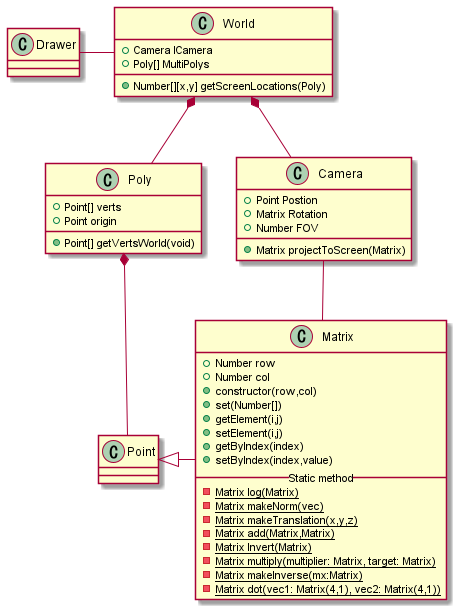 C Drawer
C World
Camera ICamera
Poly[] MultiPolys
Number[][x,y] getScreenLocations(Poly)
C Poly
Point[] verts
Point origin
Point[] getVertsWorld(void)
C Camera
Point Postion
Matrix Rotation
Number FOV
Matrix projectToScreen(Matrix)
C Matrix
Number row
Number col
constructor(row,col)
set(Number[])
getElement(i,j)
setElement(i,j)
getByIndex(index)
setByIndex(index,value)
Static method
Matrix log(Matrix)
Matrix makeNorm(vec)
Matrix makeTranslation(x,y,z)
Matrix add(Matrix,Matrix)
Matrix Invert(Matrix)
Matrix multiply(multiplier: Matrix, target: Matrix)
Matrix makeInverse(mx:Matrix)
Matrix dot(vec1: Matrix(4,1), vec2: Matrix(4,1))
C Point